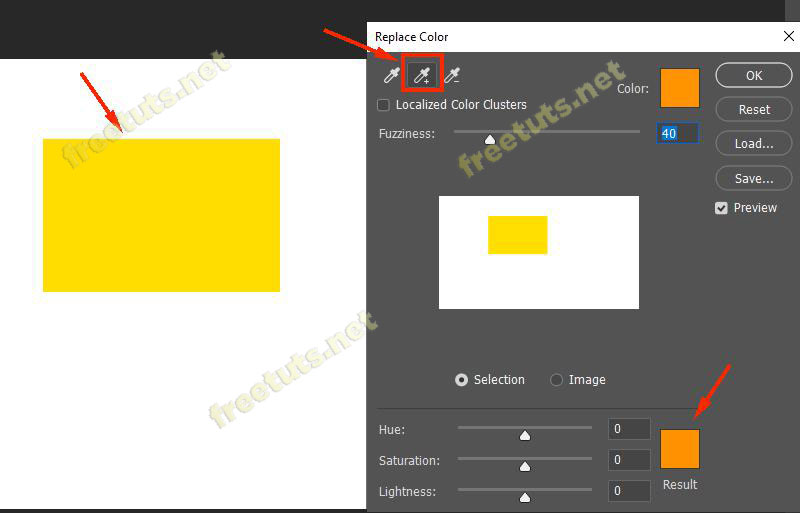 Replace Color
Color:
OK
Localized Color Clusters
Reset
Fuzziness:
40
Load...
Save...
Preview
Selection
Image
Hue:
0
Saturation:
0
Result
Lightness:
0
freetuts.net
freetuts.net
freetuts.net